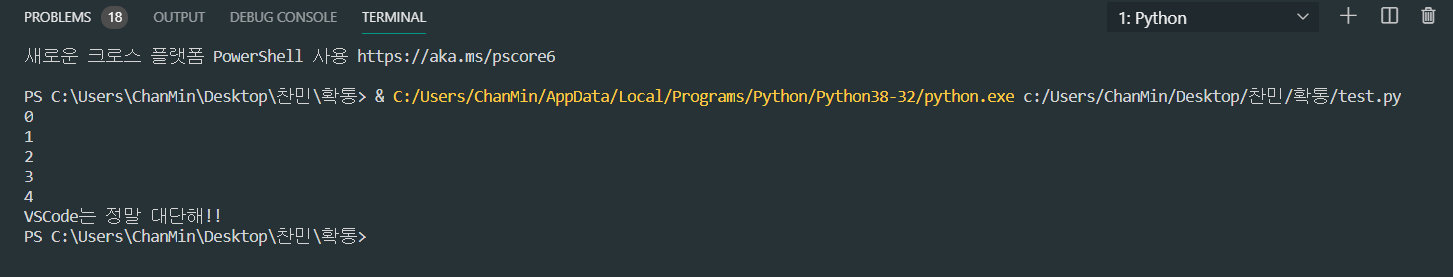 PROBLEMS 18 OUTPUT DEBUG CONSOLE TERMINAL 1: Python
새로운 크로스 플랫폼 PowerShell 사용 https://aka.ms/pscore6
PS C:\Users\ChanMin\Desktop\찬민\확통> & C:/Users/ChanMin/AppData/Local/Programs/Python/Python38-32/python.exe c:/Users/ChanMin/Desktop/찬민/확통/test.py
0
1
2
3
4
VSCode는 정말 대단해!!
PS C:\Users\ChanMin\Desktop\찬민\확통>